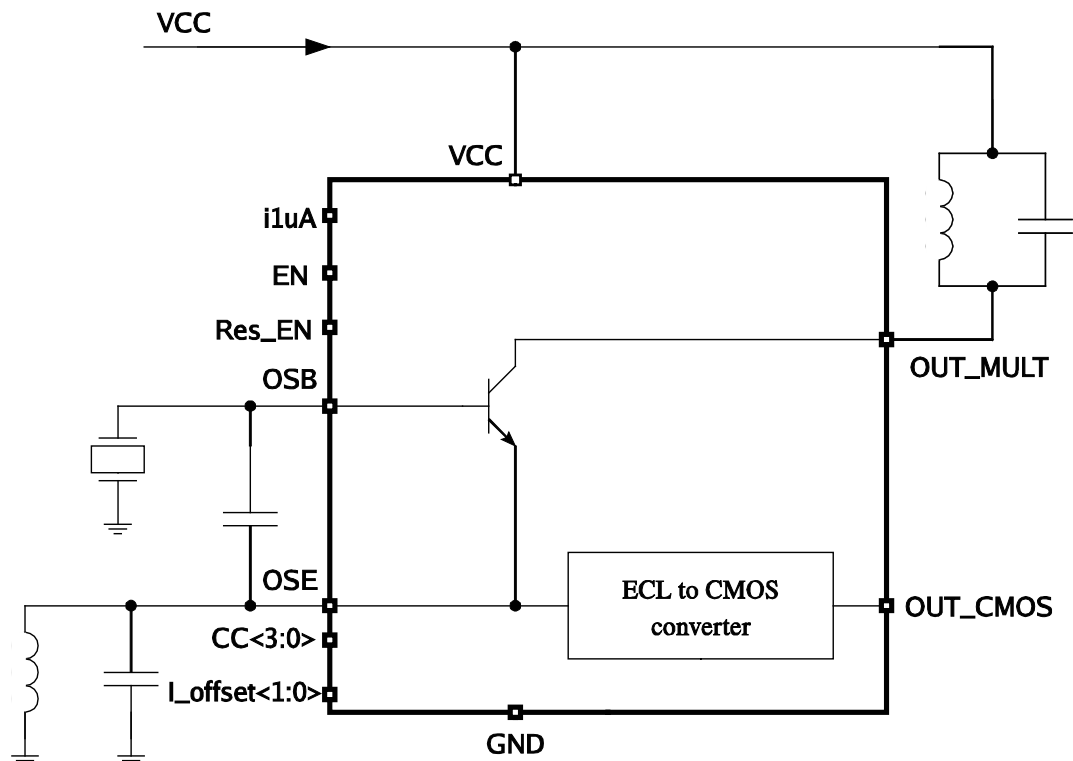 VCC
VCC
i1uA
EN
Res_EN
OUT_MULT
OSB
OSE
ECL to CMOS
converter
OUT_CMOS
CC<3:0>
I_offset<1:0>
GND